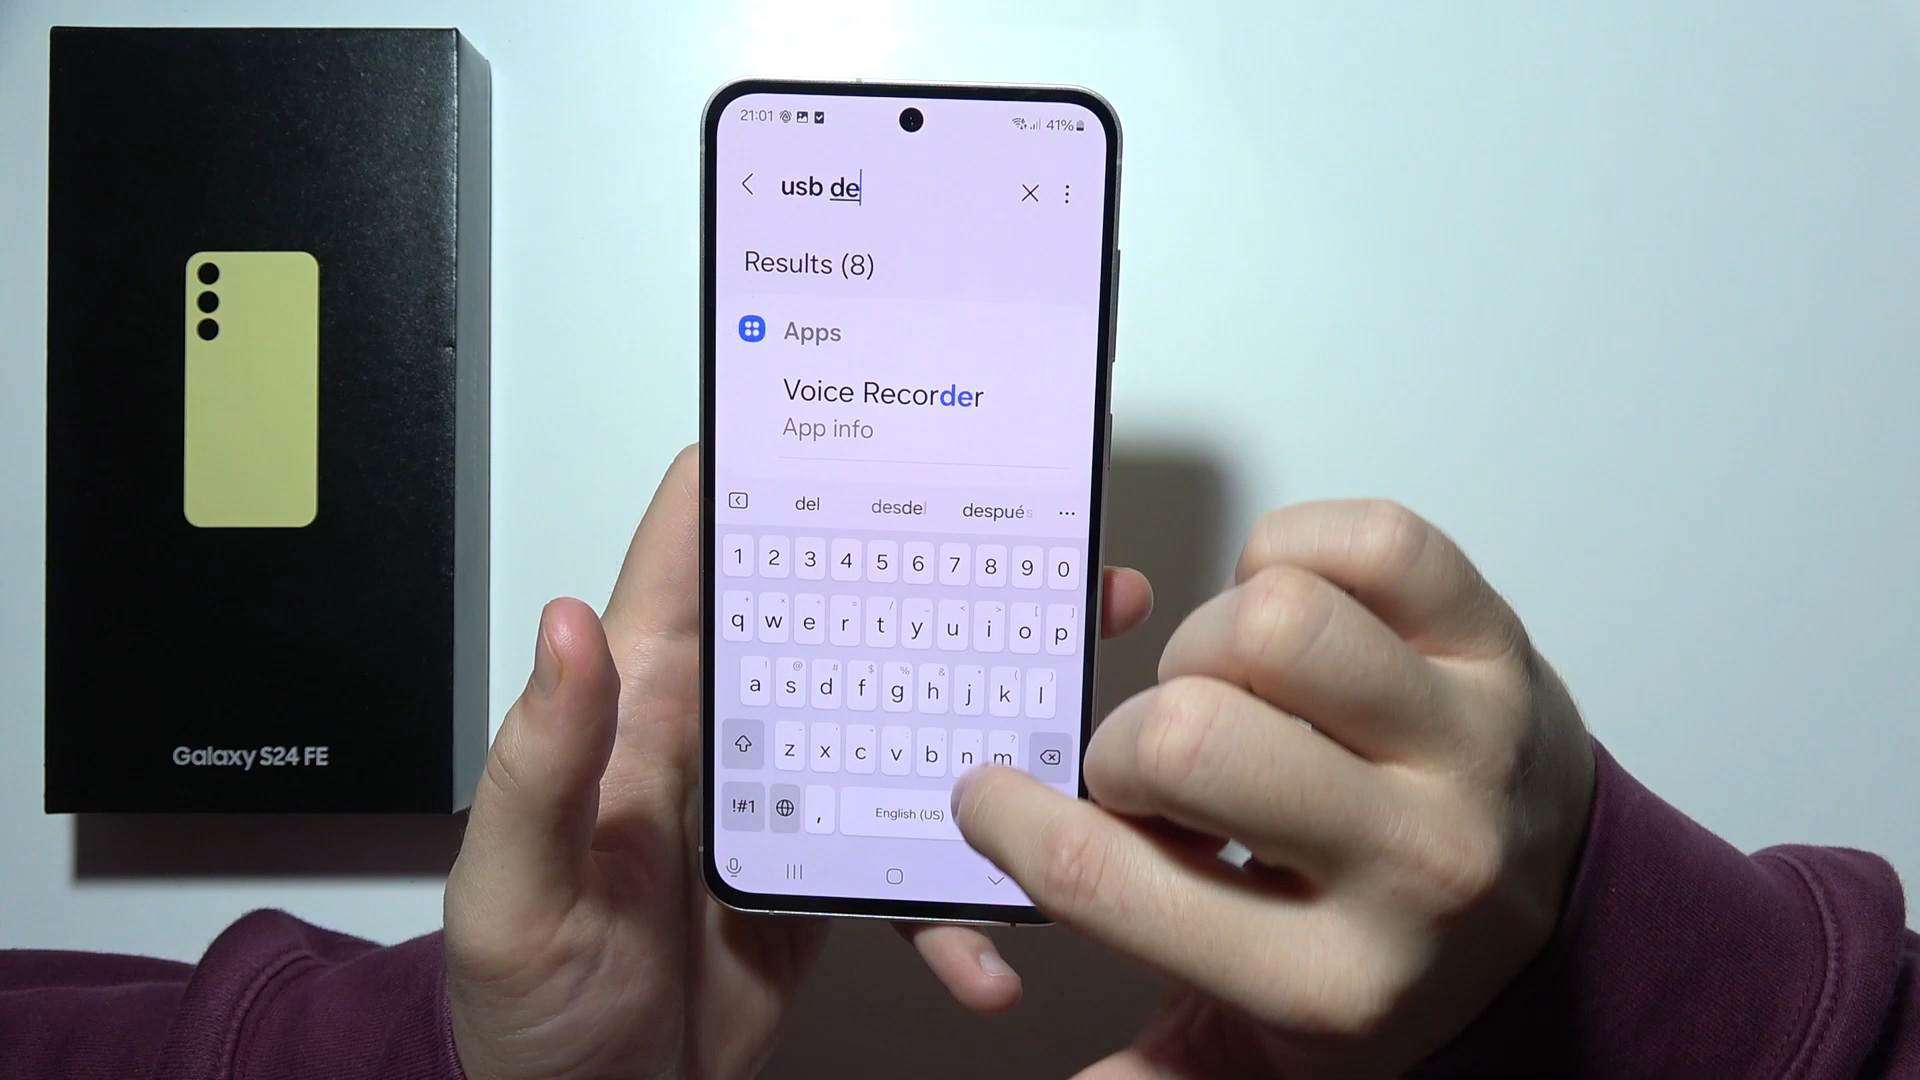 21:01
41%
usb de
Results (8)
Apps
Voice Recorder
App info
del desde después
1 2 3 4 5 6 7 8 9 0
q w e r t y u i o p
a s d f g h j k l
z x c v b n m
!#1 , English (US)
Galaxy S24 FE